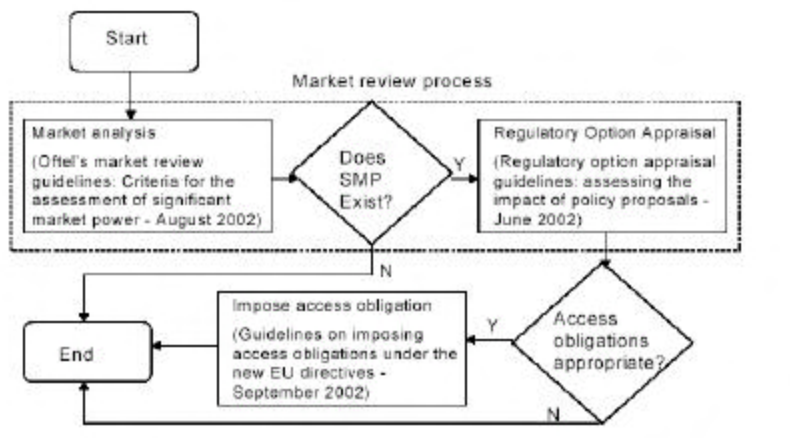 Start
Market review process
Market analysis
(Oftel's market review
guidelines: Criteria for the
assessment of significant
market power - August 2002)
Does
SMP
Exist?
Y
Regulatory Option Appraisal
(Regulatory option appraisal
guidelines: assessing the
impact of policy proposals -
June 2002)
N
Impose access obligation
(Guidelines on imposing
access obligations under the
new EU directives -
September 2002)
Y
Access
obligations
appropriate?
End
N